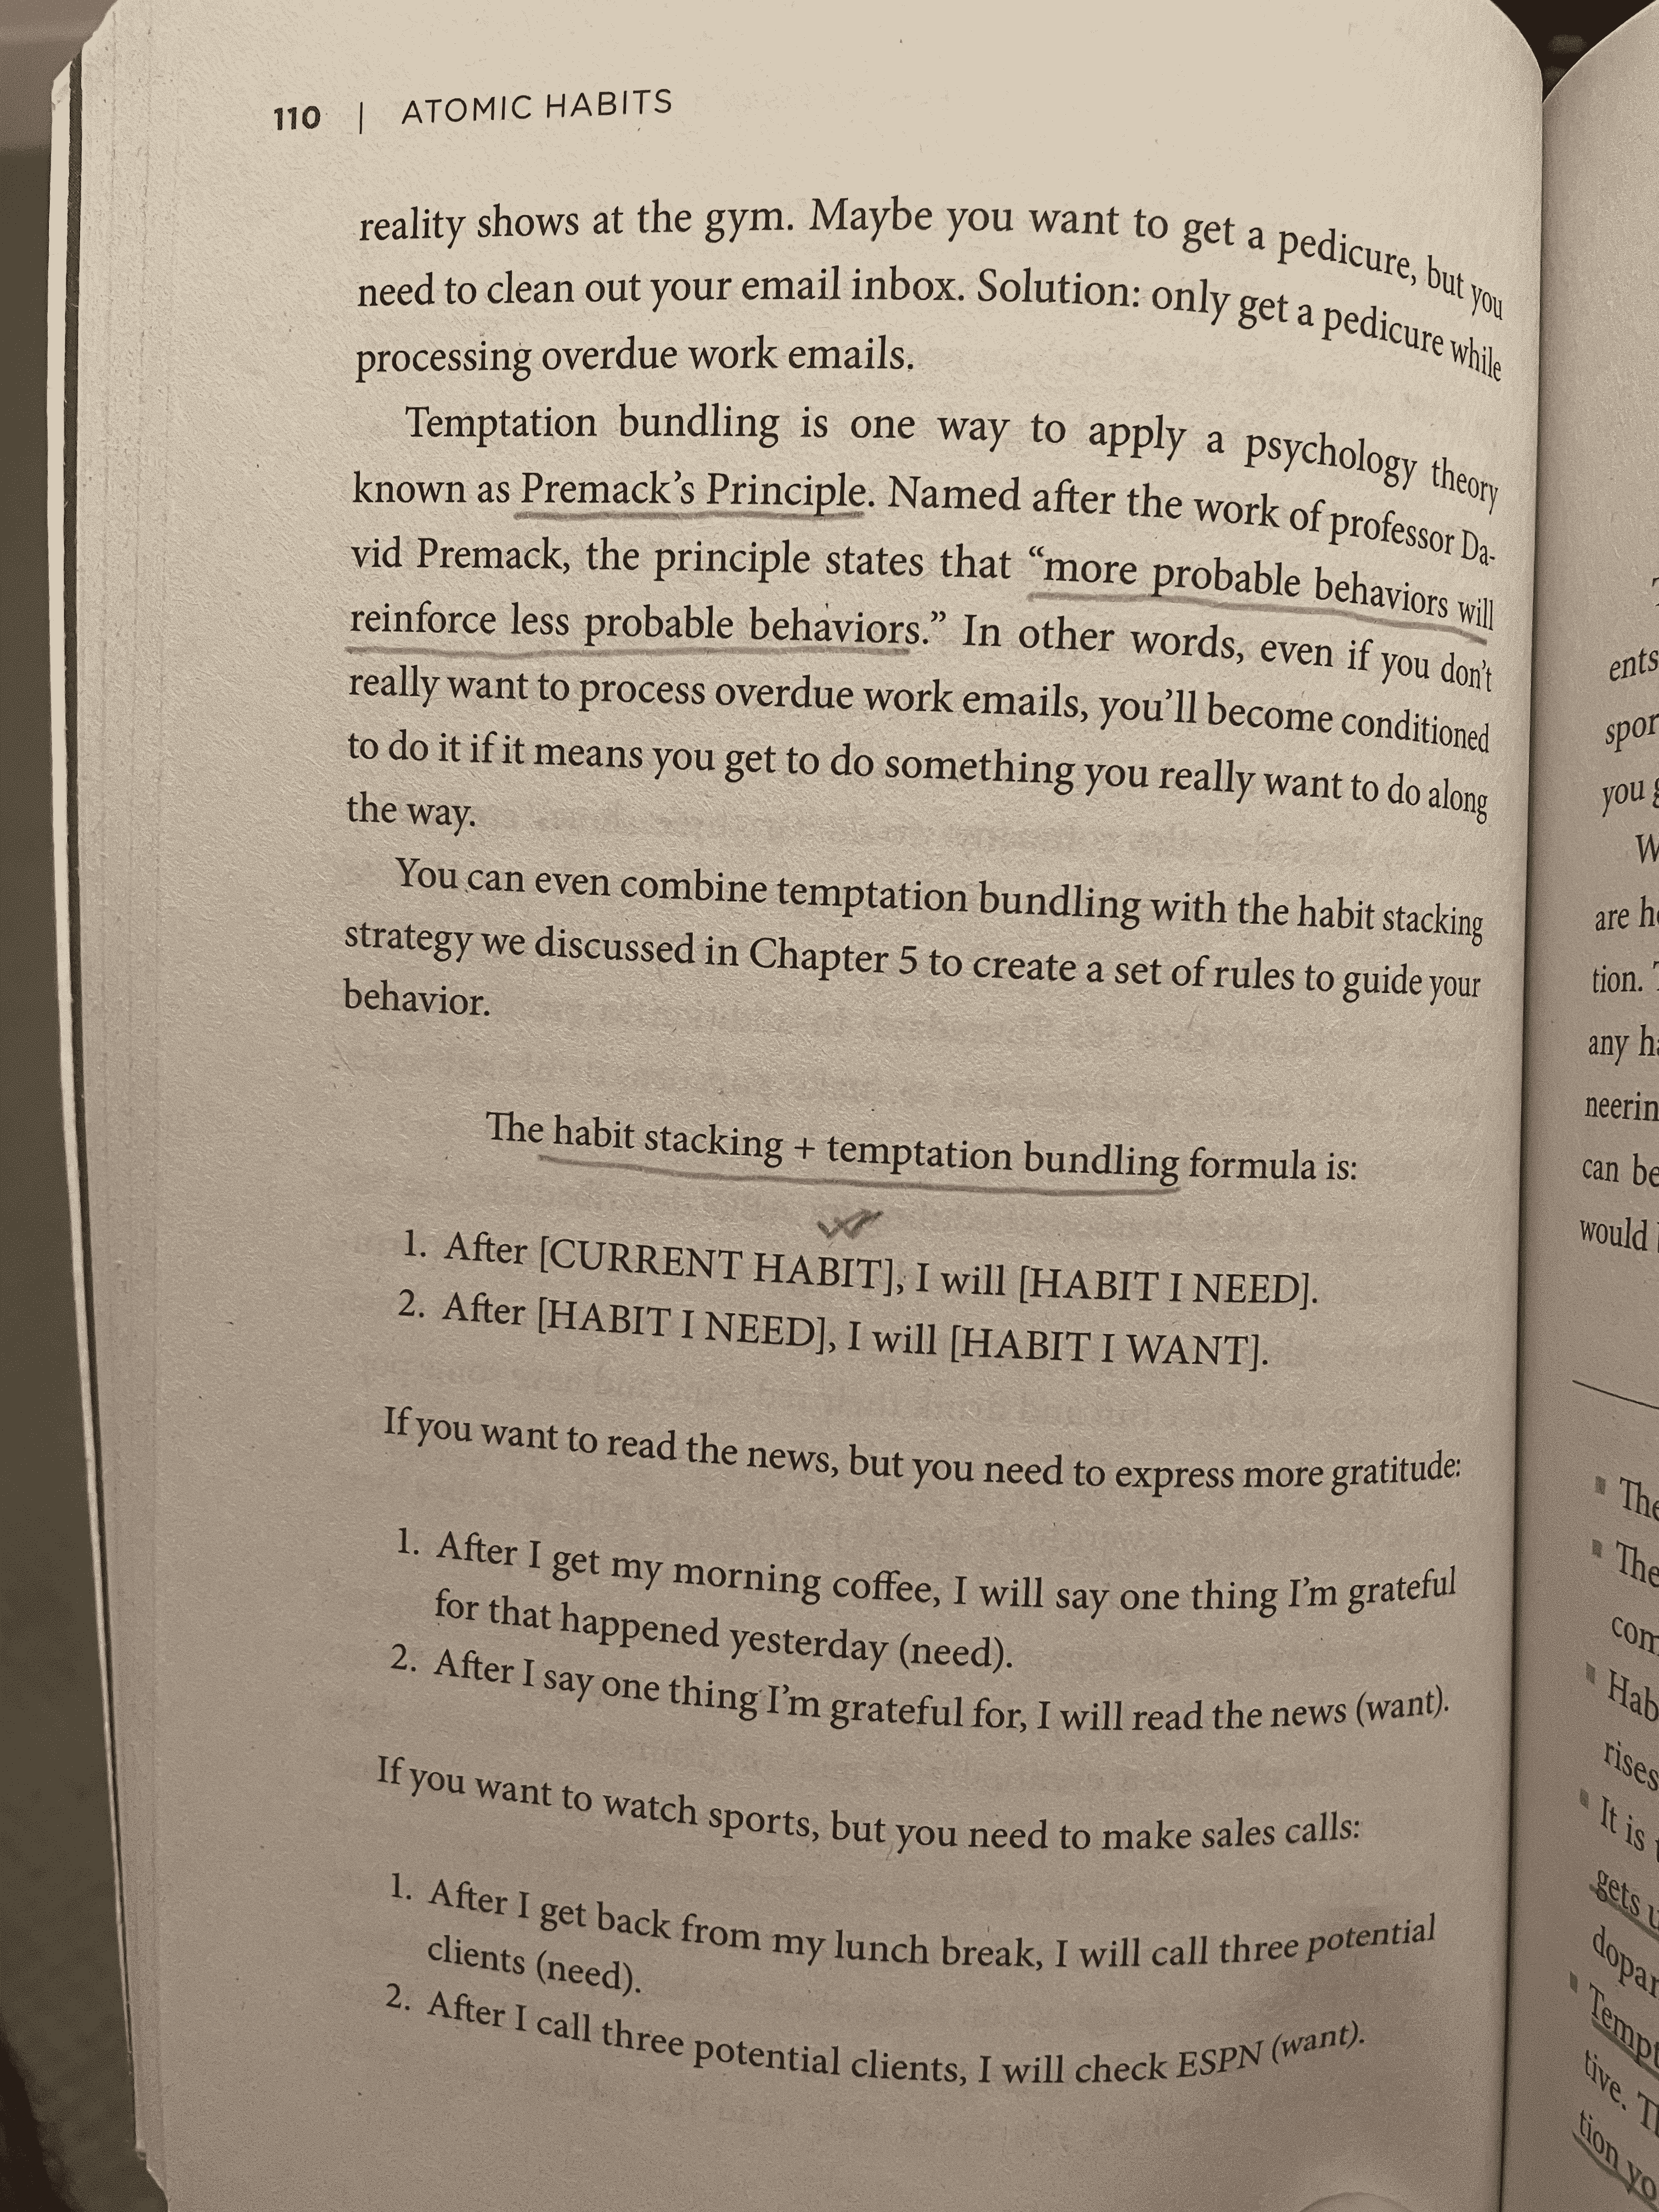 110 | ATOMIC HABITS
reality shows at the gym. Maybe you want to get a pedicure, but you
need to clean out your email inbox. Solution: only get a pedicure while
processing overdue work emails.
Temptation bundling is one way to apply a psychology theory
known as Premack's Principle. Named after the work of professor Da-
vid Premack, the principle states that “more probable behaviors will
reinforce less probable behaviors.” In other words, even if you don't
really want to process overdue work emails, you'll become conditioned
to do it if it means you get to do something you really want to do along
the way.
You can even combine temptation bundling with the habit stacking
strategy we discussed in Chapter 5 to create a set of rules to guide your
behavior.
The habit stacking + temptation bundling formula is:
1. After [CURRENT HABIT], I will [HABIT I NEED].
2. After [HABIT I NEED], I will [HABIT I WANT].
If you want to read the news, but you need to express more gratitude:
1. After I get my morning coffee, I will say one thing I'm grateful
for that happened yesterday (need).
2. After I say one thing I'm grateful for, I will read the news (want).
If you want to watch sports, but you need to make sales calls:
1. After I get back from my lunch break, I will call three potential
clients (need).
2. After I call three potential clients, I will check ESPN (want).
ents
you
are
tion.
any
can be
would
The
The
It is
gets
tive.
tion yo